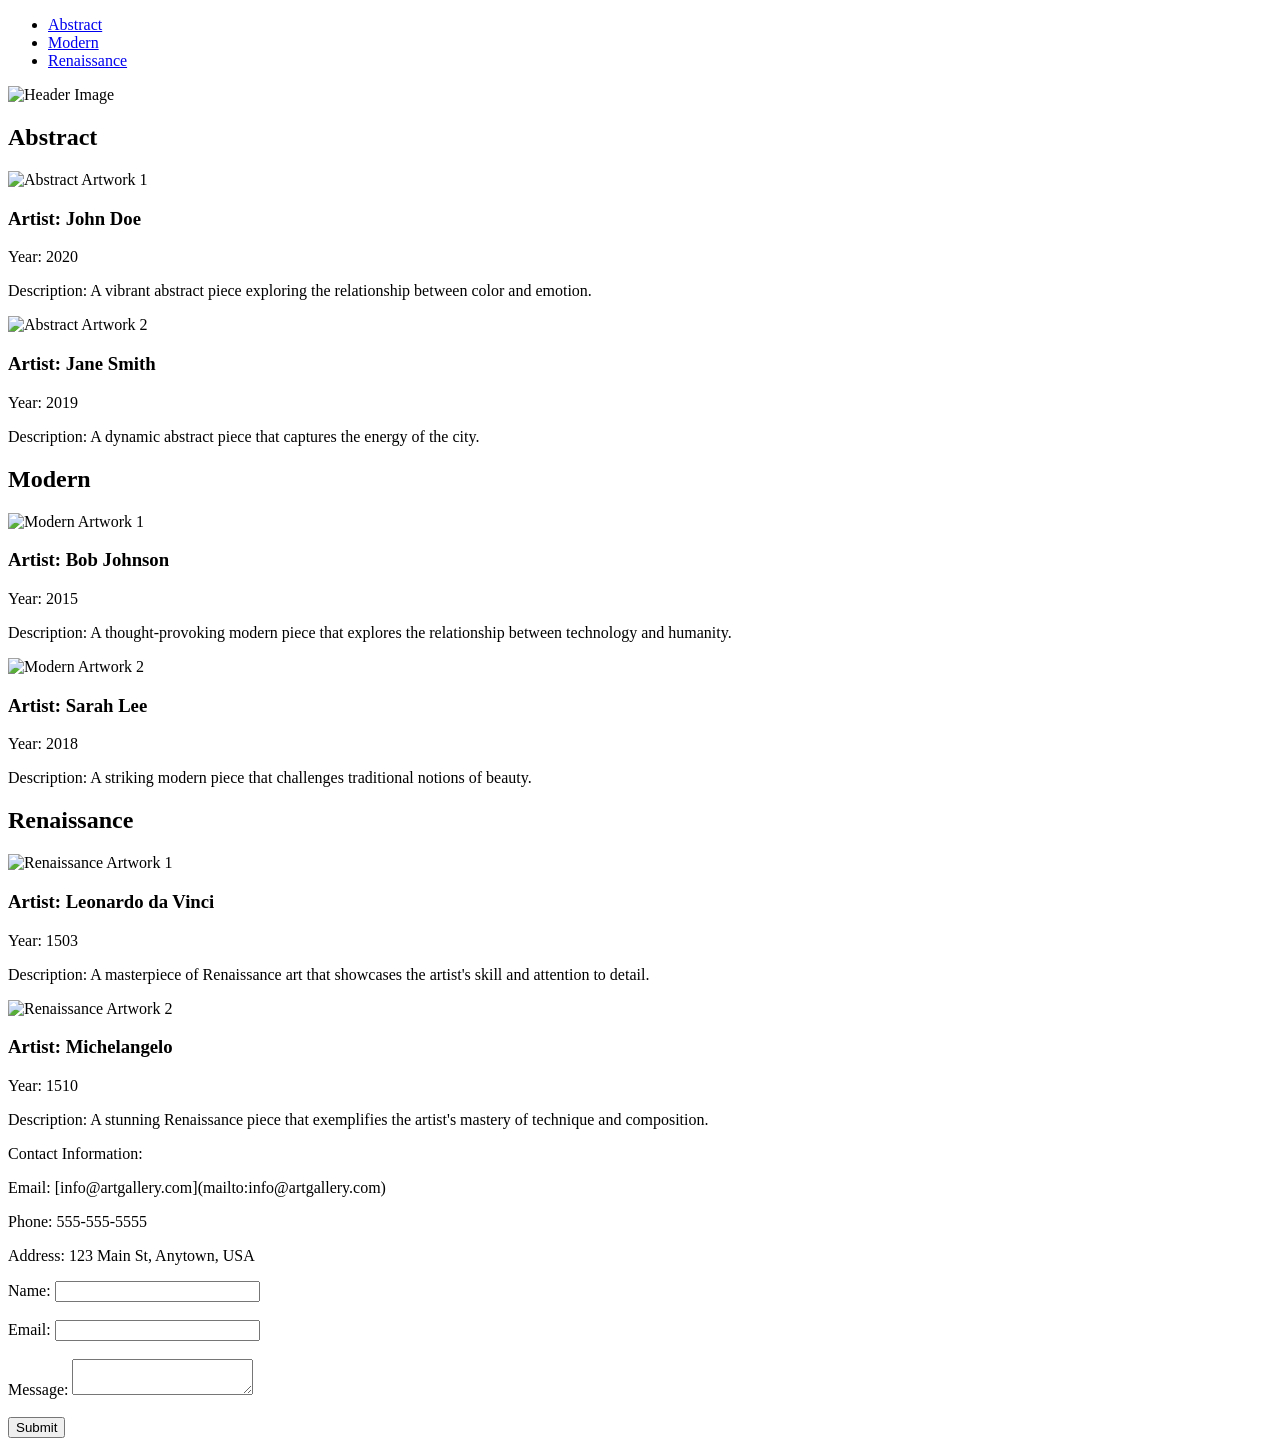 Abstract
Modern
Renaissance
Header Image
Abstract
Abstract Artwork 1
Artist: John Doe
Year: 2020
Description: A vibrant abstract piece exploring the relationship between color and emotion.
Abstract Artwork 2
Artist: Jane Smith
Year: 2019
Description: A dynamic abstract piece that captures the energy of the city.
Modern
Modern Artwork 1
Artist: Bob Johnson
Year: 2015
Description: A thought-provoking modern piece that explores the relationship between technology and humanity.
Modern Artwork 2
Artist: Sarah Lee
Year: 2018
Description: A striking modern piece that challenges traditional notions of beauty.
Renaissance
Renaissance Artwork 1
Artist: Leonardo da Vinci
Year: 1503
Description: A masterpiece of Renaissance art that showcases the artist's skill and attention to detail.
Renaissance Artwork 2
Artist: Michelangelo
Year: 1510
Description: A stunning Renaissance piece that exemplifies the artist's mastery of technique and composition.
Contact Information:
Email: [info@artgallery.com](mailto:info@artgallery.com)
Phone: 555-555-5555
Address: 123 Main St, Anytown, USA
Name:
Email:
Message:
Submit